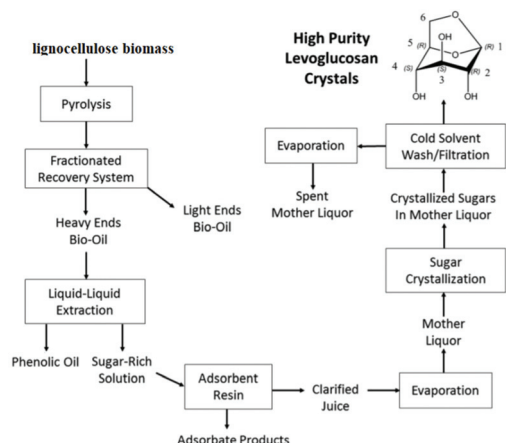 lignocellulose biomass
Pyrolysis
Fractionated
Recovery System
Heavy Ends
Bio-Oil
Light Ends
Bio-Oil
Liquid-Liquid
Extraction
Phenolic Oil
Sugar-Rich
Solution
Adsorbent
Resin
Adsorbate Products
Clarified
Juice
Evaporation
Mother
Liquor
Sugar
Crystallization
Crystallized Sugars
In Mother Liquor
Cold Solvent
Wash/Filtration
Evaporation
Spent
Mother Liquor
High Purity
Levoglucosan
Crystals
6
O
OH
5
(R)
O
(R)
1
4
(S)
(S)
3
(R)
2
OH
OH